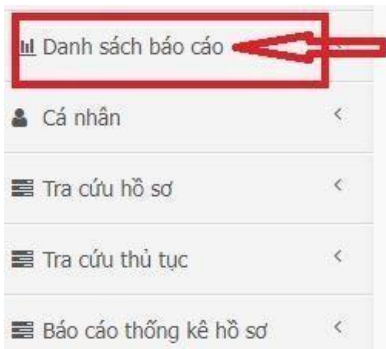 Danh sách báo cáo
Cá nhân
Tra cứu hồ sơ
Tra cứu thủ tục
Báo cáo thống kê hồ sơ